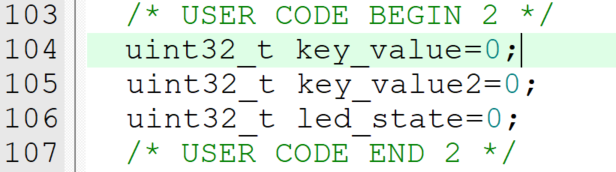 103 /* USER CODE BEGIN 2 */
104 uint32_t key_value=0;
105 uint32_t key_value2=0;
106 uint32_t led_state=0;
107 /* USER CODE END 2 */